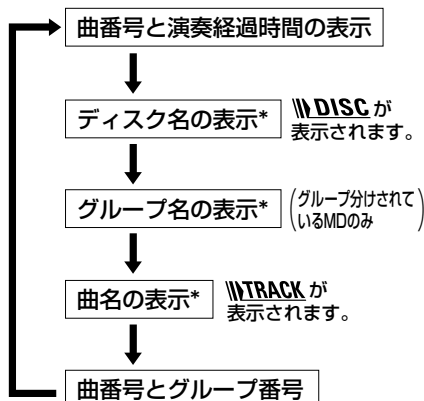 曲番号と演奏経過時間の表示
ディスク名の表示* DISCが
表示されます。
グループ名の表示* (グループ分けされて
いるMDのみ)
曲名の表示* TRACKが
表示されます。
曲番号とグループ番号